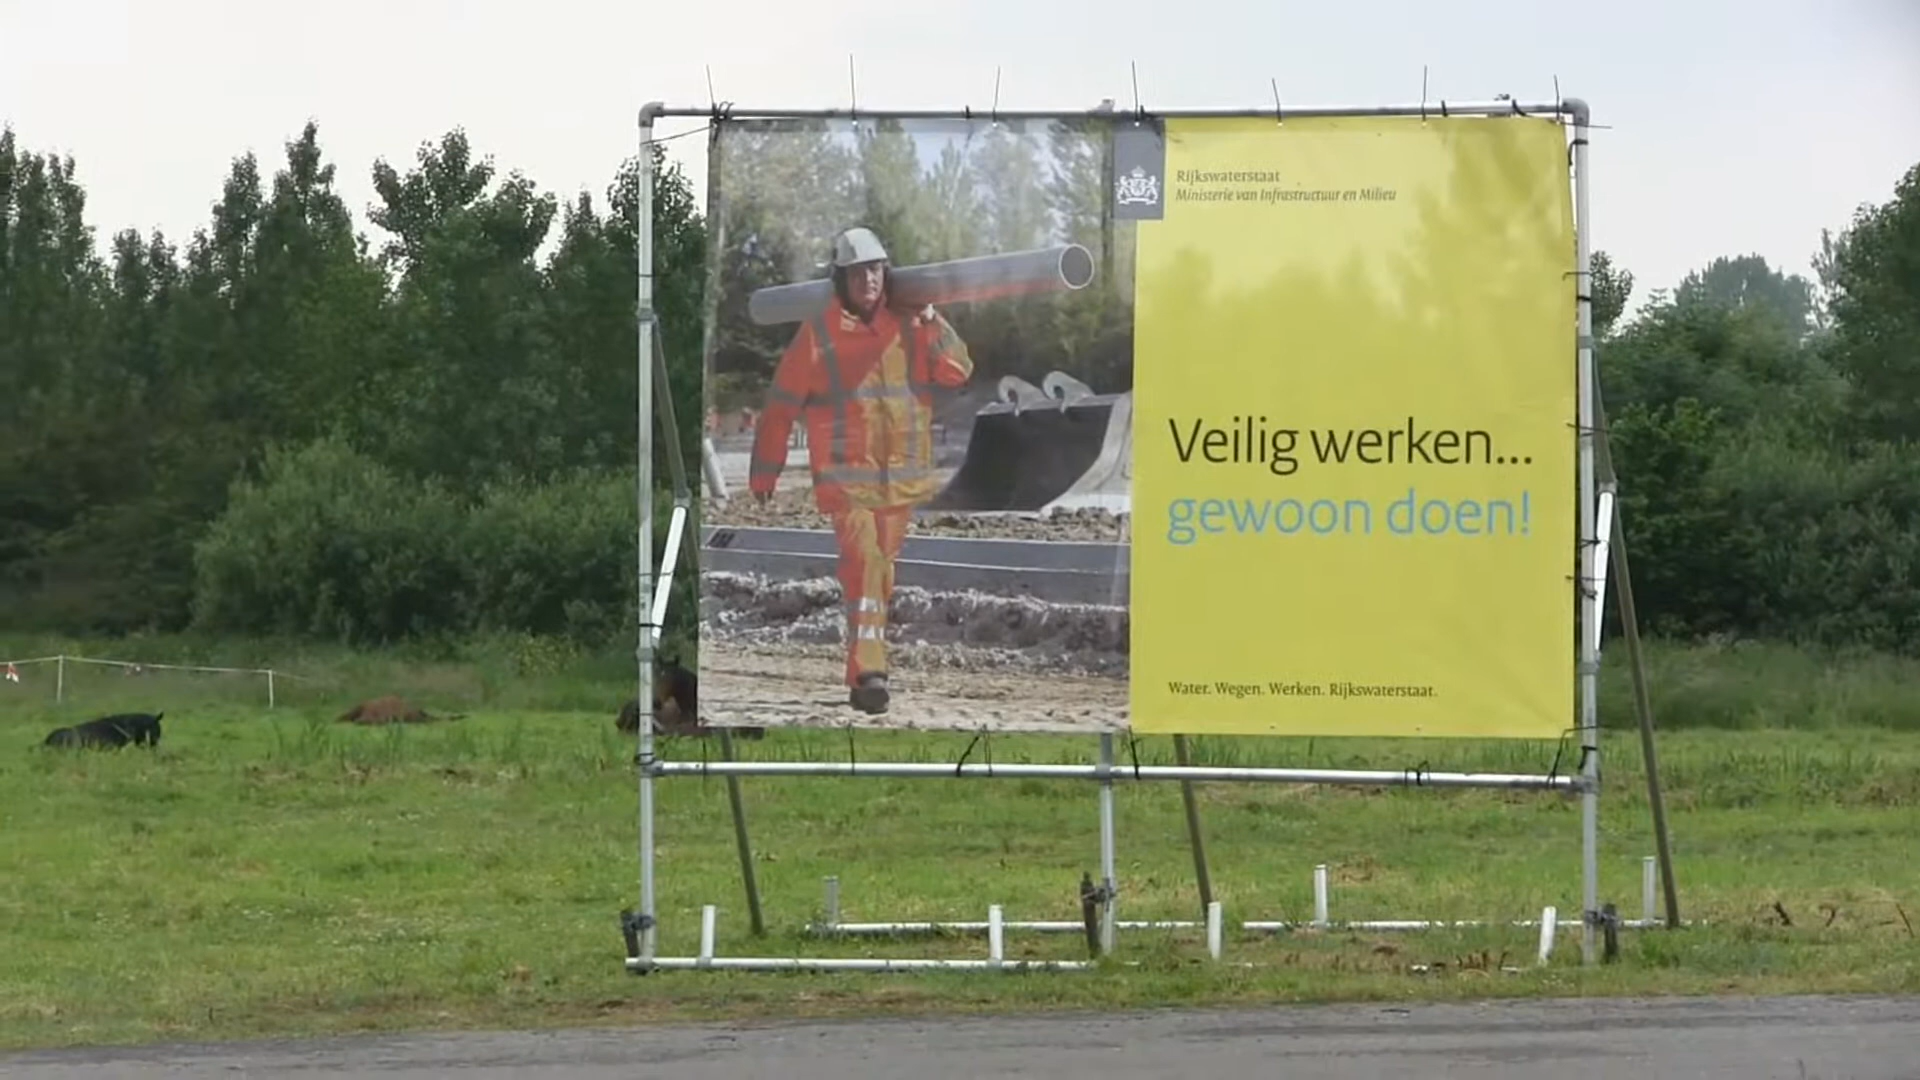 Rijkswaterstaat
Ministerie van Infrastructuur en Milieu
Veilig werken...
gewoon doen!
Water. Wegen. Werken. Rijkswaterstaat.